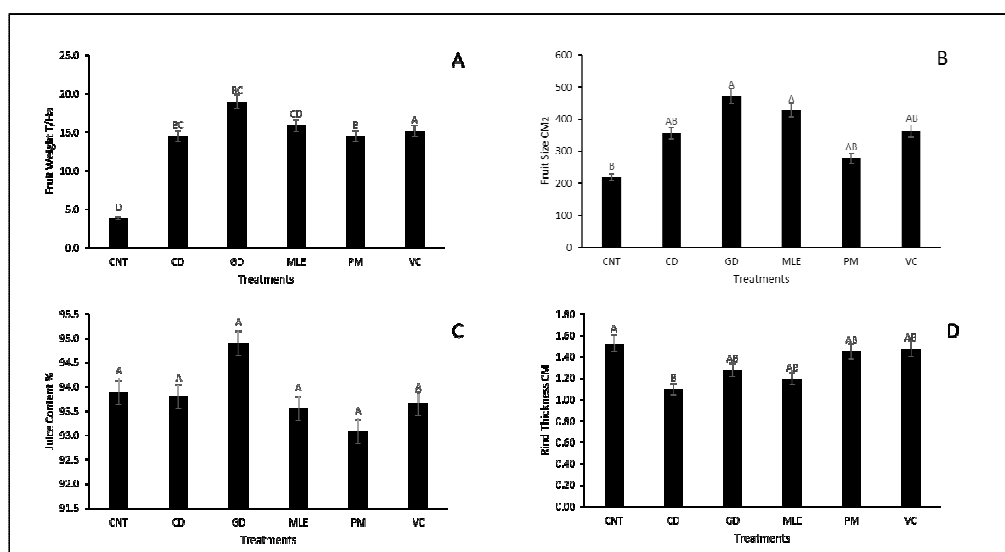 A
25.0
20.0
15.0
10.0
5.0
0.0
Fruit Weight T/Ha
D
BC
BC
CD
B
A
CNT CD GD MLE PM VC
Treatments
B
600
500
400
300
200
100
0
Fruit Size CM2
B
AB
A
A
AB
AB
CNT CD GD MLE PM VC
Treatments
C
95.5
95.0
94.5
94.0
93.5
93.0
92.5
92.0
91.5
Juice Content %
A
A
A
A
A
A
CNT CD GD MLE PM VC
Treatments
D
1.80
1.60
1.40
1.20
1.00
0.80
0.60
0.40
0.20
0.00
Rind Thickness CM
A
B
AB
AB
AB
AB
CNT CD GD MLE PM VC
Treatments